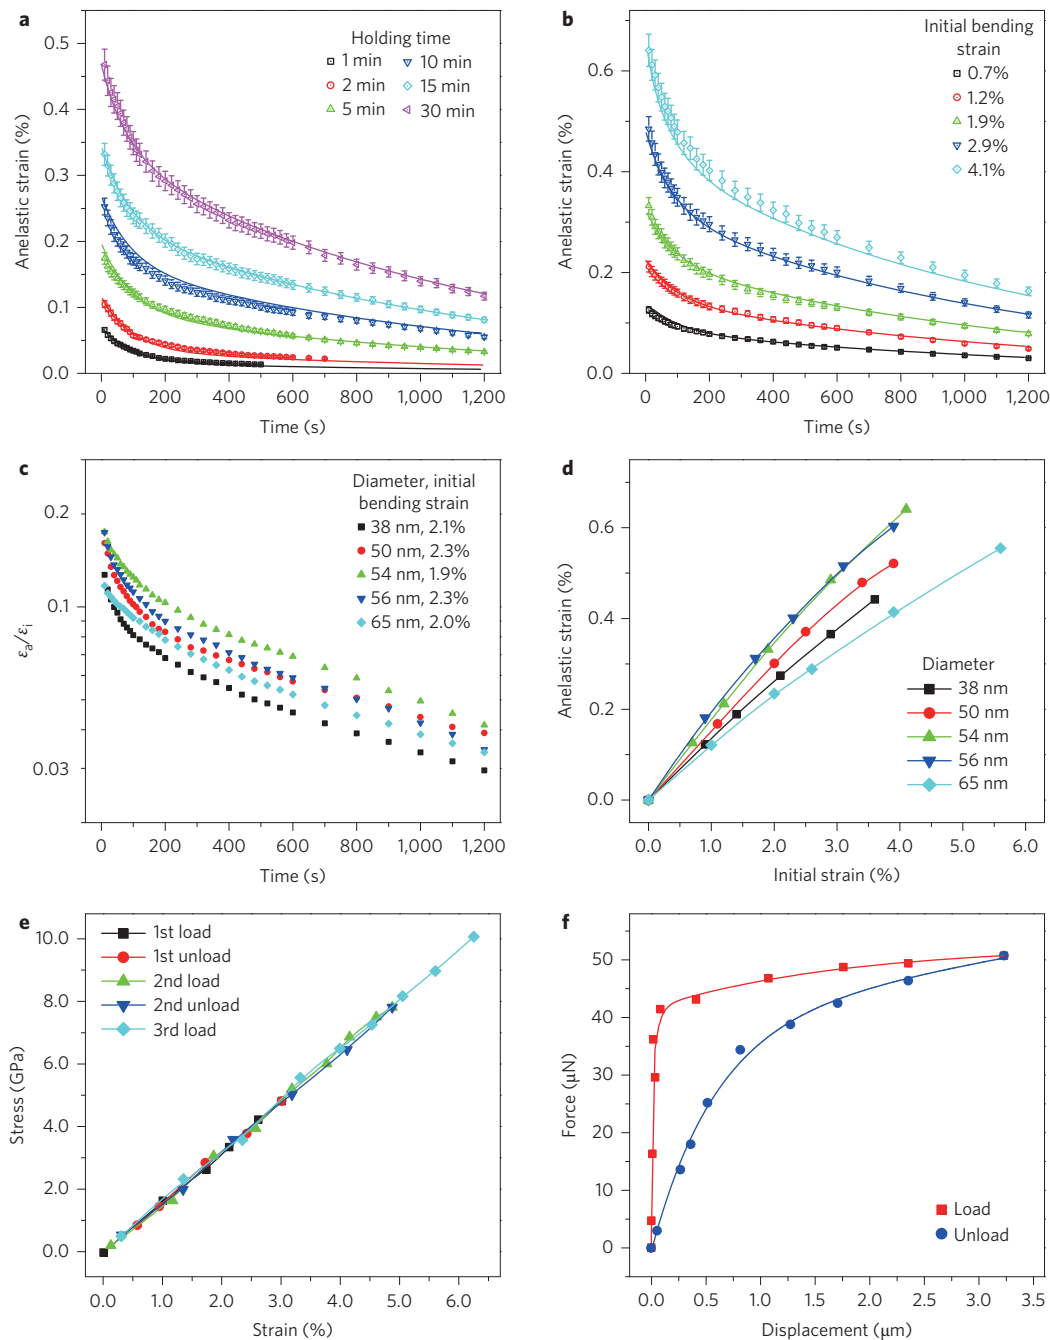 a
Holding time
1 min
10 min
2 min
15 min
5 min
30 min
0.5
0.4
0.3
0.2
0.1
0.0
Anelastic strain (%)
0 200 400 600 800 1,000 1,200
Time (s)
b
Initial bending
strain
0.7%
1.2%
1.9%
2.9%
4.1%
0.6
0.4
0.2
0.0
Anelastic strain (%)
0 200 400 600 800 1,000 1,200
Time (s)
c
Diameter, initial
bending strain
38 nm, 2.1%
50 nm, 2.3%
54 nm, 1.9%
56 nm, 2.3%
65 nm, 2.0%
0.2
0.1
0.03
εa/εi
0 200 400 600 800 1,000 1,200
Time (s)
d
0.6
0.4
0.2
0.0
Anelastic strain (%)
Diameter
38 nm
50 nm
54 nm
56 nm
65 nm
0.0 1.0 2.0 3.0 4.0 5.0 6.0
Initial strain (%)
e
1st load
1st unload
2nd load
2nd unload
3rd load
10.0
8.0
6.0
4.0
2.0
0.0
Stress (GPa)
0.0 1.0 2.0 3.0 4.0 5.0 6.0
Strain (%)
f
50
40
30
50
10
0
Force (μN)
Load
Unload
0.0 0.5 1.0 1.5 2.0 2.5 3.0 3.5
Displacement (μm)